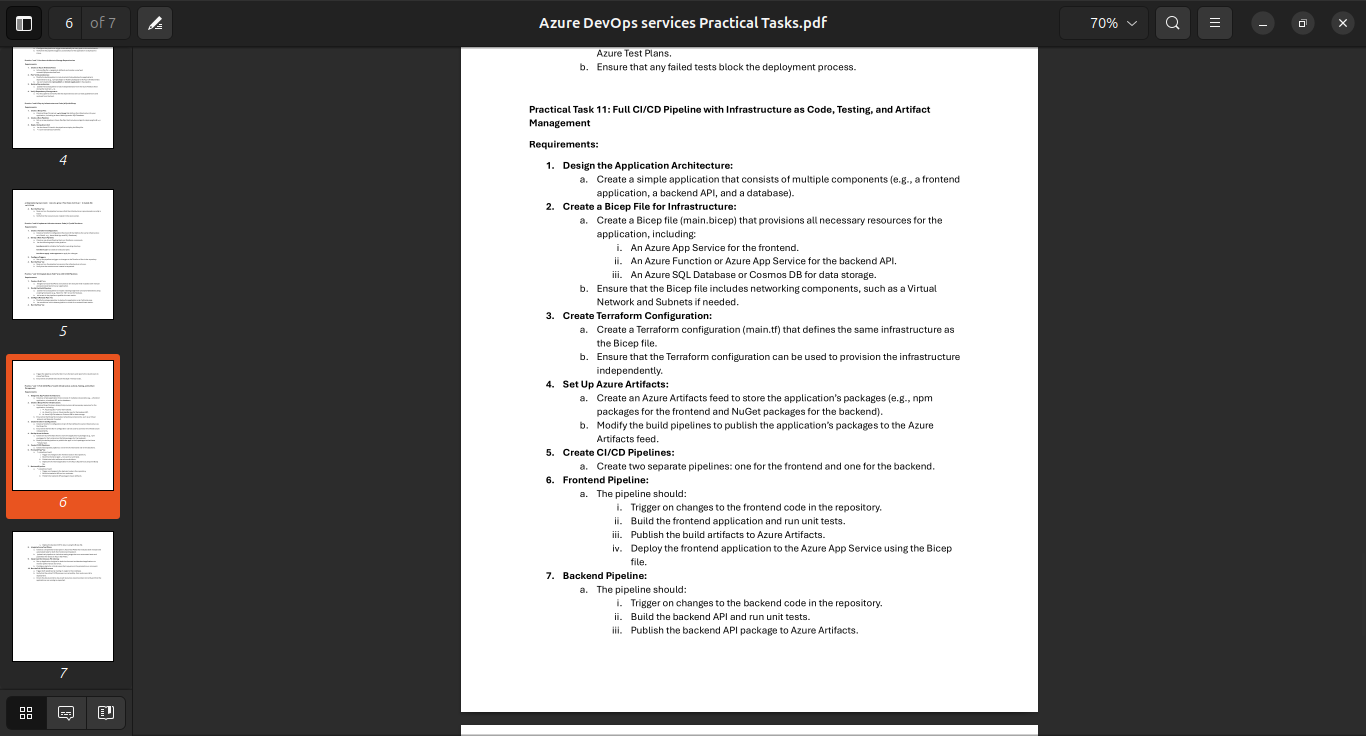 6 of 7
Azure DevOps services Practical Tasks.pdf
70%
4
5
6
7
Azure Test Plans.
b. Ensure that any failed tests block the deployment process.
Practical Task 11: Full CI/CD Pipeline with Infrastructure as Code, Testing, and Artifact
Management
Requirements:
1. Design the Application Architecture:
a. Create a simple application that consists of multiple components (e.g., a frontend
application, a backend API, and a database).
2. Create a Bicep File for Infrastructure:
a. Create a Bicep file (main.bicep) that provisions all necessary resources for the
application, including:
i. An Azure App Service for the frontend.
ii. An Azure Function or Azure App Service for the backend API.
iii. An Azure SQL Database or Cosmos DB for data storage.
b. Ensure that the Bicep file includes networking components, such as a Virtual
Network and Subnets if needed.
3. Create Terraform Configuration:
a. Create a Terraform configuration (main.tf) that defines the same infrastructure as
the Bicep file.
b. Ensure that the Terraform configuration can be used to provision the infrastructure
independently.
4. Set Up Azure Artifacts:
a. Create an Azure Artifacts feed to store the application's packages (e.g., npm
packages for the frontend and NuGet packages for the backend).
b. Modify the build pipelines to publish the application's packages to the Azure
Artifacts feed.
5. Create CI/CD Pipelines:
a. Create two separate pipelines: one for the frontend and one for the backend.
6. Frontend Pipeline:
a. The pipeline should:
i. Trigger on changes to the frontend code in the repository.
ii. Build the frontend application and run unit tests.
iii. Publish the build artifacts to Azure Artifacts.
iv. Deploy the frontend application to the Azure App Service using the Bicep
file.
7. Backend Pipeline:
a. The pipeline should:
i. Trigger on changes to the backend code in the repository.
ii. Build the backend API and run unit tests.
iii. Publish the backend API package to Azure Artifacts.